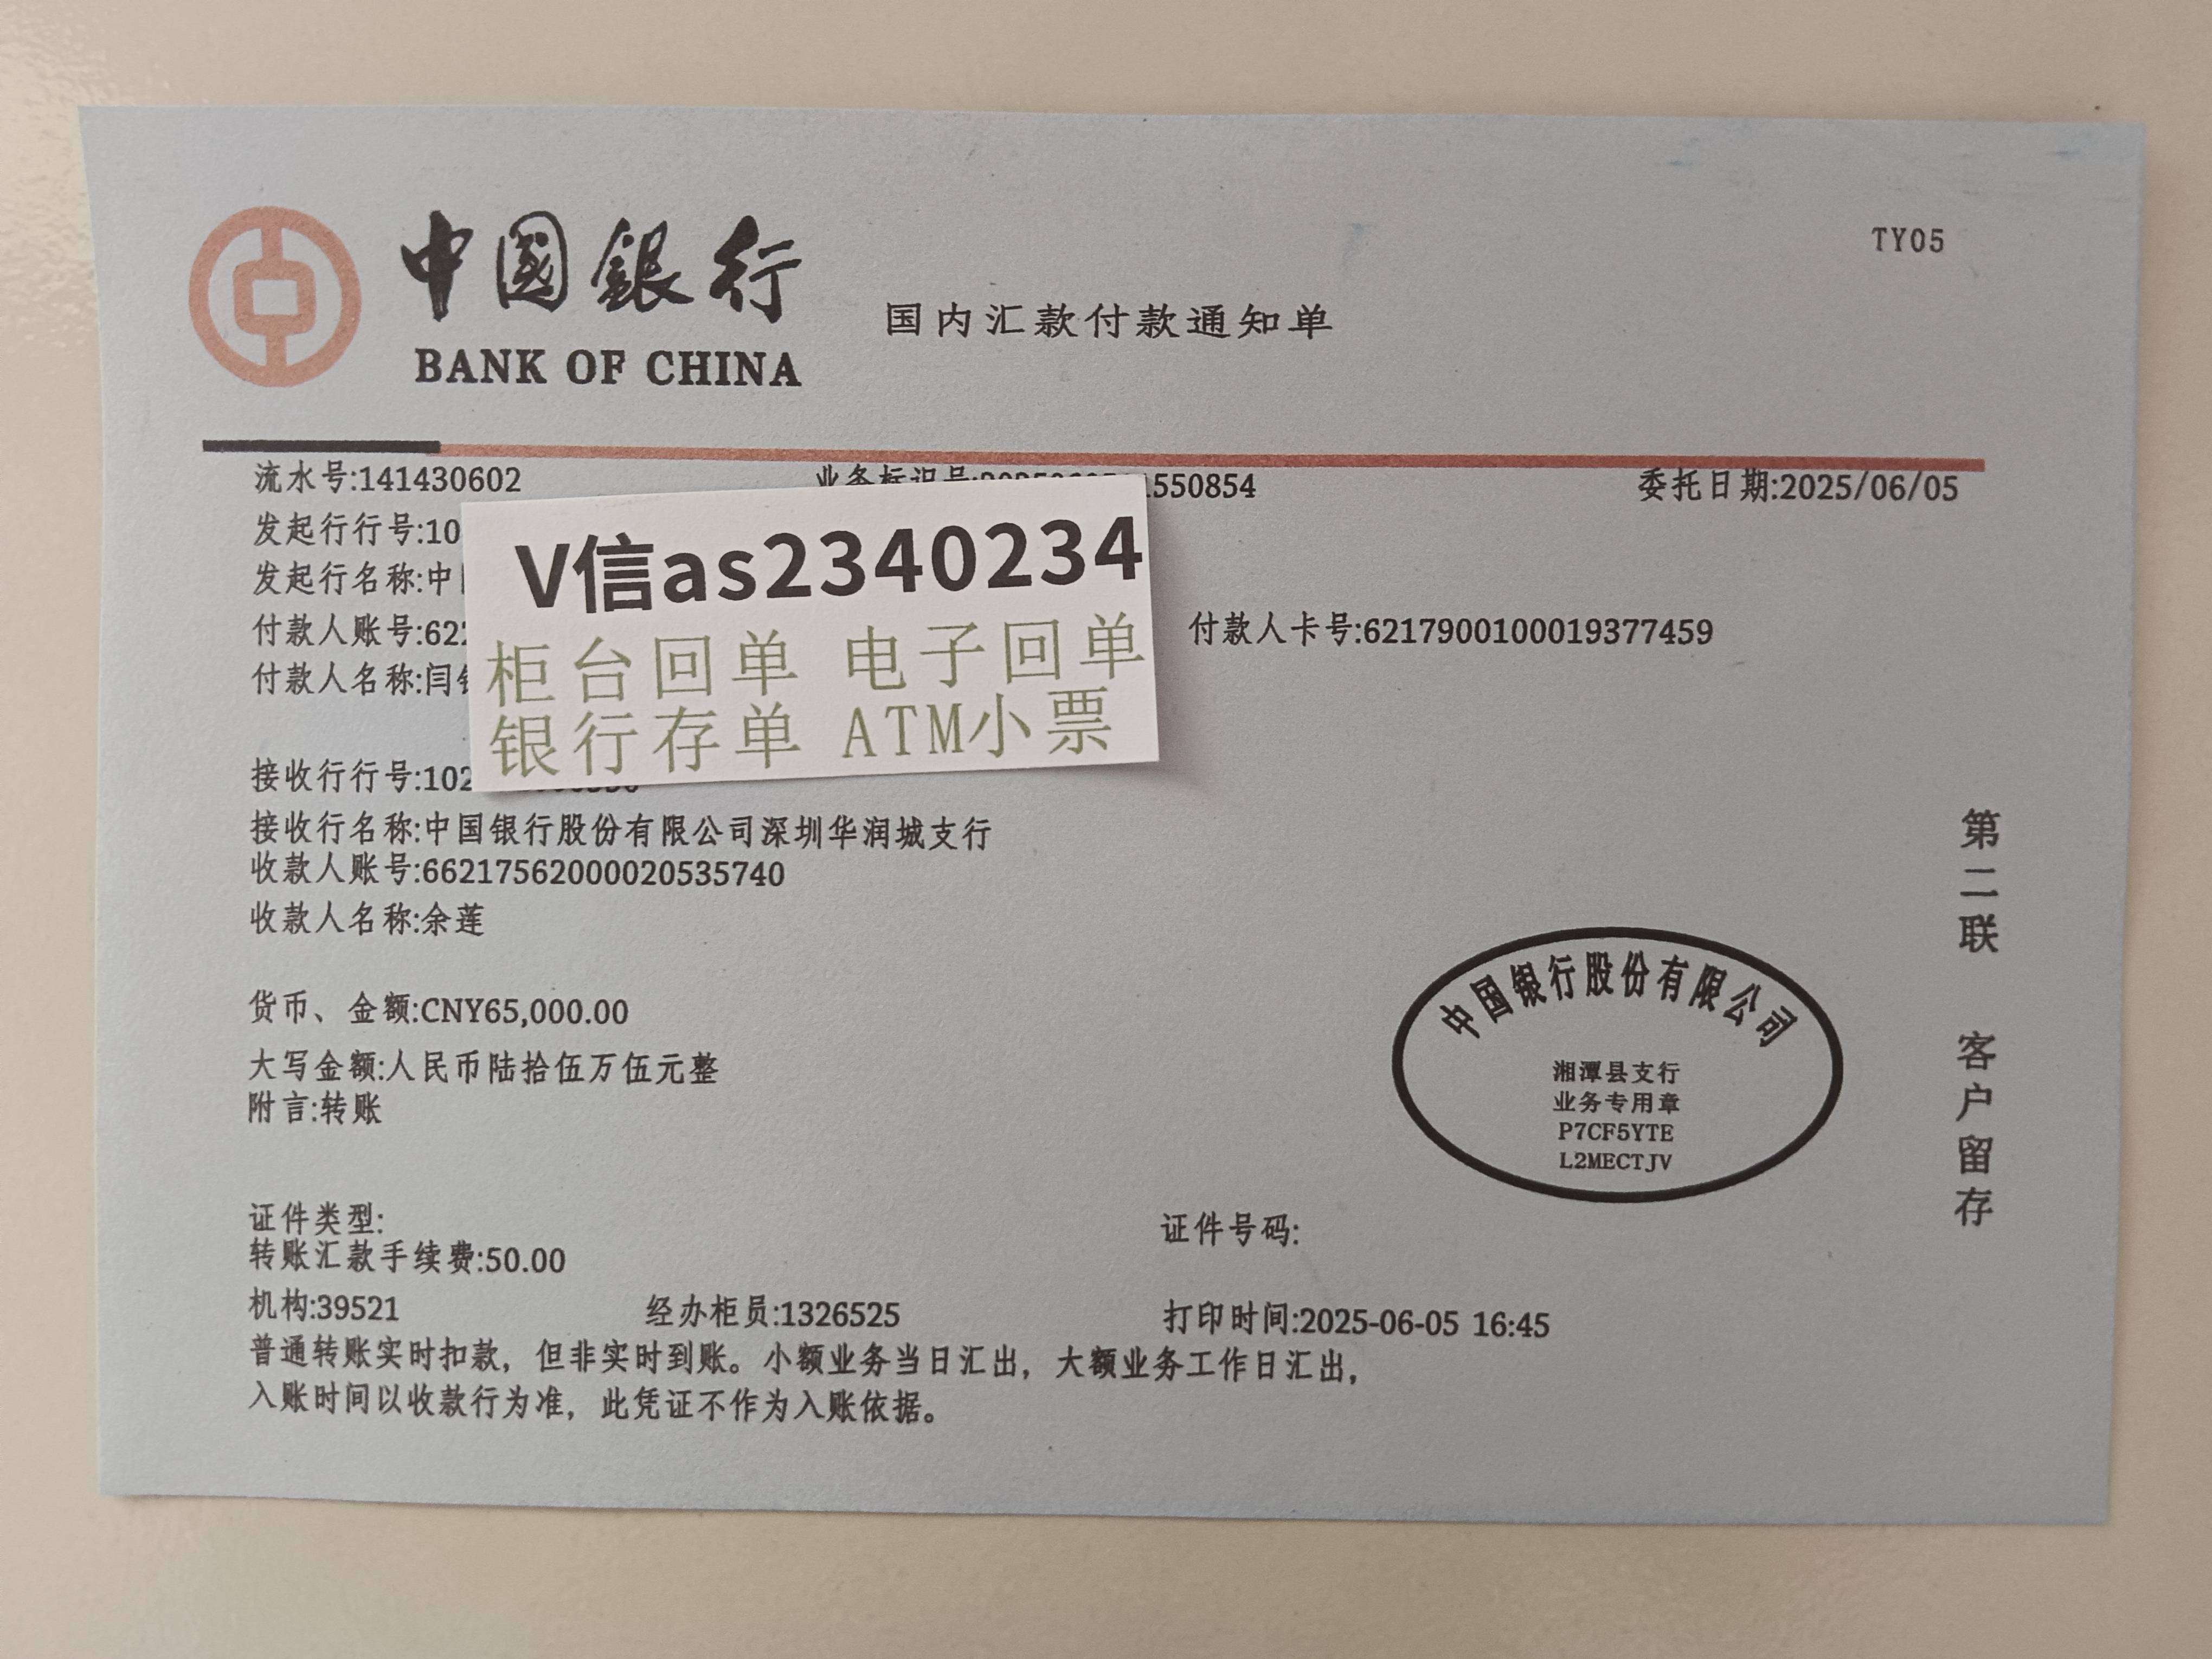 中國銀行
BANK OF CHINA
国内汇款付款通知单
TY05
流水号:141430602
业务标识号:
1550854
委托日期:2025/06/05
发起行行号:10
发起行名称:中
付款人账号:622
付款人卡号:6217900100019377459
付款人名称:闫
V信as2340234
柜台回单 电子回单
银行存单 ATM小票
接收行行号:102
接收行名称:中国银行股份有限公司深圳华润城支行
收款人账号:66217562000020535740
收款人名称:余莲
货币、金额:CNY65,000.00
大写金额:人民币陆拾伍万伍元整
附言:转账
中国银行股份有限公司
湘潭县支行
业务专用章
P7CF5YTE
L2MECTJV
第二联 客户留存
证件类型:
证件号码:
转账汇款手续费:50.00
机构:39521
经办柜员:1326525
打印时间:2025-06-05 16:45
普通转账实时扣款，但非实时到账。小额业务当日汇出，大额业务工作日汇出，
入账时间以收款行为准，此凭证不作为入账依据。